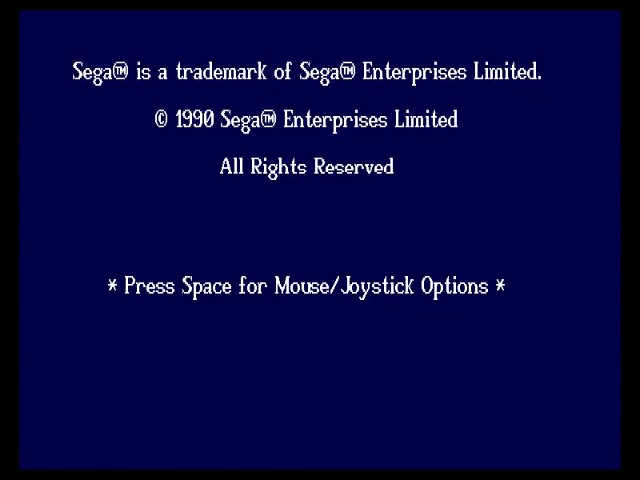 Sega™ is a trademark of Sega™ Enterprises Limited.
© 1990 Sega™ Enterprises Limited
All Rights Reserved
* Press Space for Mouse/Joystick Options *